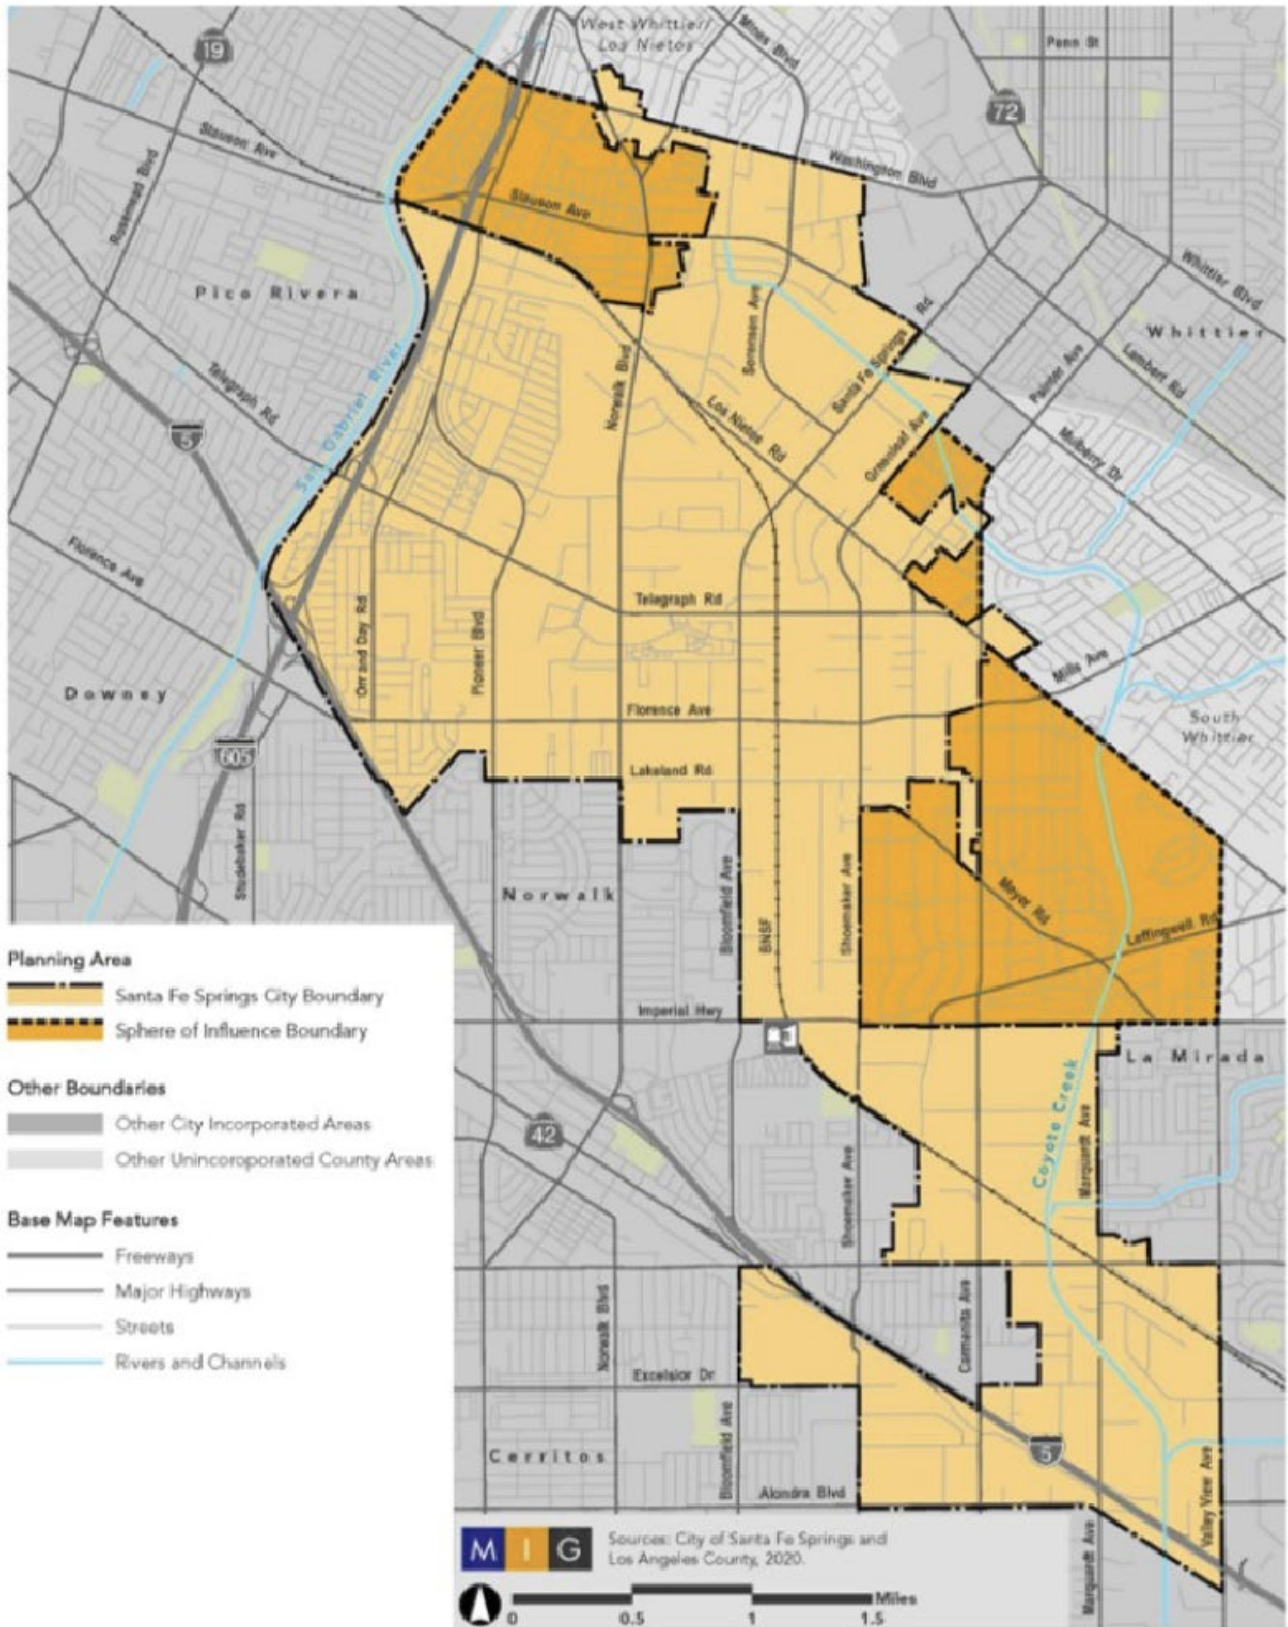 West Whittier/
Los Nietos
Mines Blvd
Penn St
19
72
Slauson Ave
Rosemead Blvd
Washington Blvd
Slauson Ave
Whittier Blvd
Pico Rivera
Whittier
Sorenson Ave
Santa Fe Springs Rd
Painter Ave
Lambert Rd
Telegraph Rd
San Gabriel River
Norwalk Blvd
Los Nietos Rd
Greenleaf Ave
Mulberry Dr
5
Florence Ave
Telegraph Rd
Orr and Day Rd
Pioneer Blvd
Mills Ave
Downey
Florence Ave
South
Whittier
605
Lakeland Rd
Studebaker Rd
Norwalk
Bloomfield Ave
BNSF
Shoemaker Ave
Meyer Rd
Leffingwell Rd
Planning Area
Santa Fe Springs City Boundary
Sphere of Influence Boundary
Imperial Hwy
La Mirada
Other Boundaries
Other City Incorporated Areas
Other Unincoroporated County Areas
42
Coyote Creek
Marquardt Ave
Shoemaker Ave
Base Map Features
Freeways
Major Highways
Streets
Rivers and Channels
Norwalk Blvd
Carmenita Ave
Excelsior Dr
Bloomfield Ave
Cerritos
5
Alondra Blvd
Valley View Ave
Marquardt Ave
M I G
Sources: City of Santa Fe Springs and
Los Angeles County, 2020.
Miles
0 0.5 1 1.5